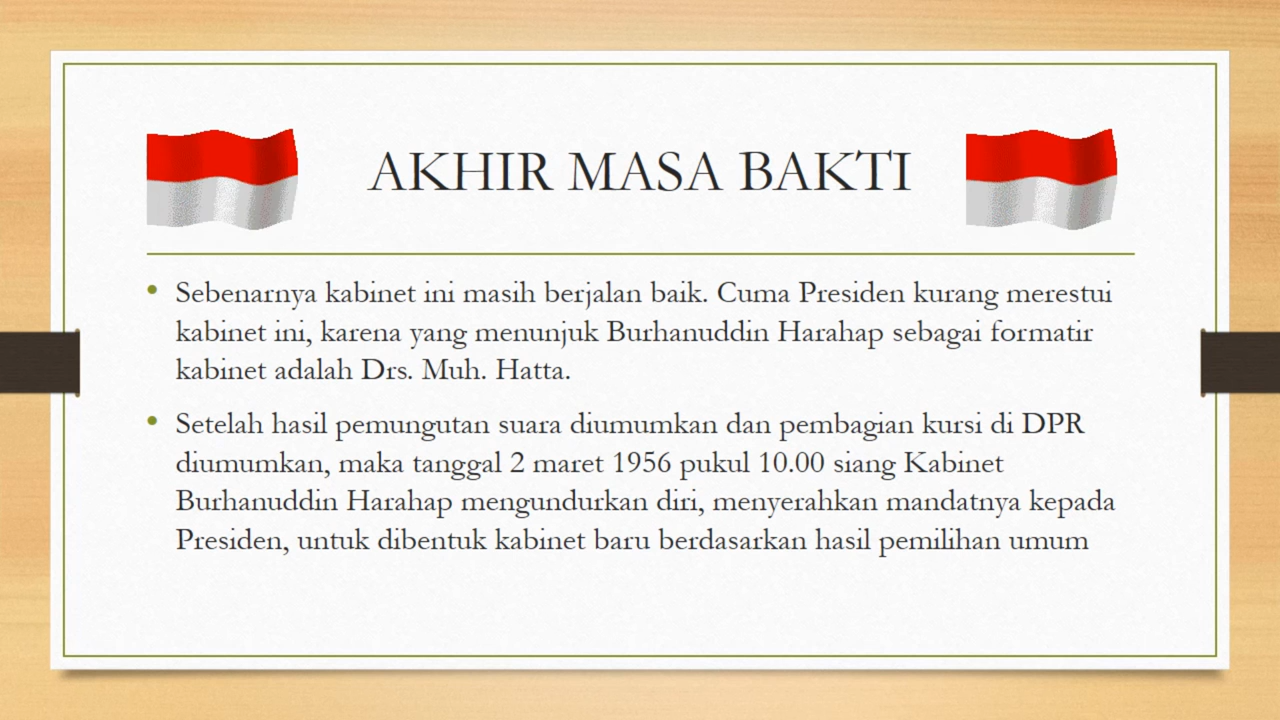 AKHIR MASA BAKTI
• Sebenarnya kabinet ini masih berjalan baik. Cuma Presiden kurang merestui
kabinet ini, karena yang menunjuk Burhanuddin Harahap sebagai formatir
kabinet adalah Drs. Muh. Hatta.
• Setelah hasil pemungutan suara diumumkan dan pembagian kursi di DPR
diumumkan, maka tanggal 2 maret 1956 pukul 10.00 siang Kabinet
Burhanuddin Harahap mengundurkan diri, menyerahkan mandatnya kepada
Presiden, untuk dibentuk kabinet baru berdasarkan hasil pemilihan umum